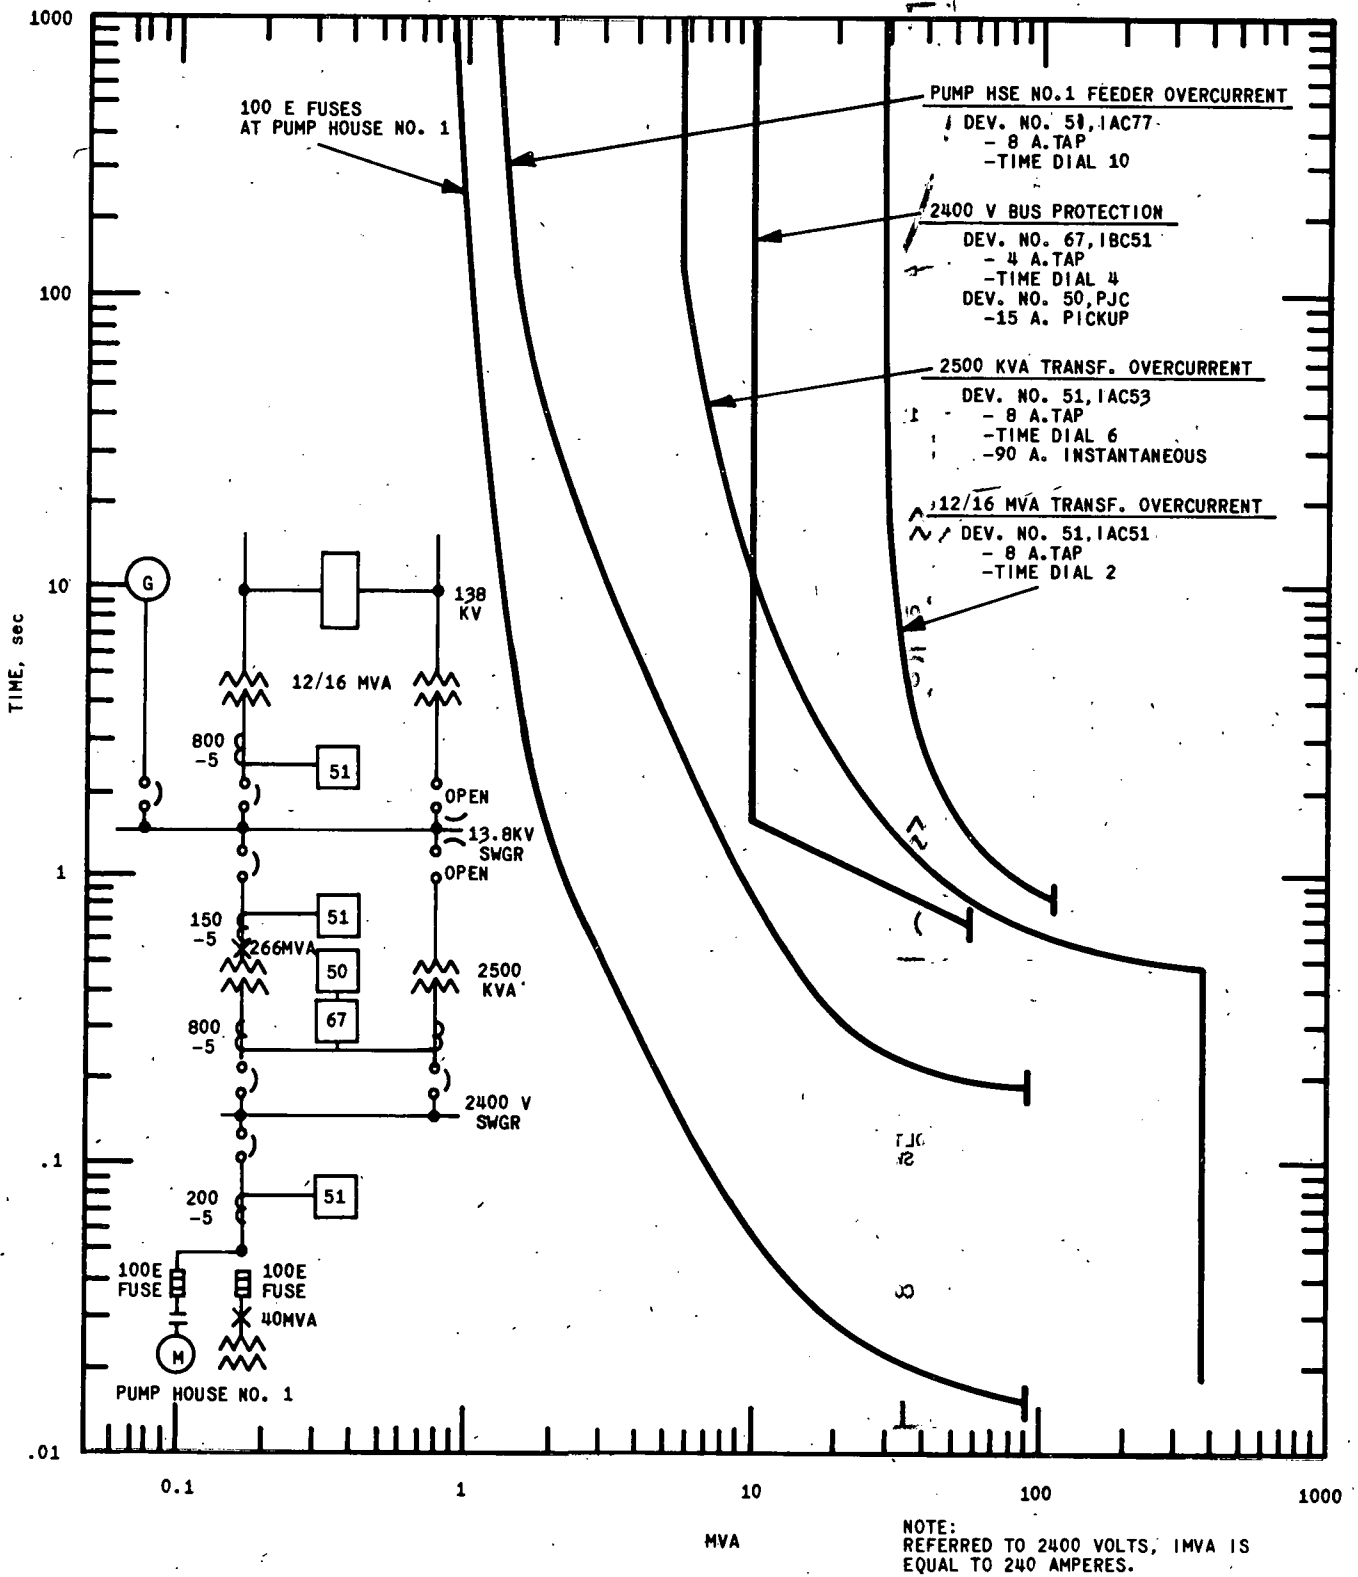 1000
100
10
1
.1
.01
TIME, sec
100 E FUSES
AT PUMP HOUSE NO. 1
PUMP HSE NO.1 FEEDER OVERCURRENT
DEV. NO. 51, IAC77
- 8 A.TAP
-TIME DIAL 10
2400 V BUS PROTECTION
DEV. NO. 67, IBC51
- 4 A.TAP
-TIME DIAL 4
DEV. NO. 50, PJC
-15 A. PICKUP
2500 KVA TRANSF. OVERCURRENT
DEV. NO. 51, IAC53
- 8 A.TAP
-TIME DIAL 6
-90 A. INSTANTANEOUS
12/16 MVA TRANSF. OVERCURRENT
DEV. NO. 51, IAC51
- 8 A.TAP
-TIME DIAL 2
G
138
KV
12/16 MVA
800
-5
51
OPEN
13.8KV
SWGR
OPEN
150
-5
51
266MVA
50
2500
KVA
67
800
-5
2400 V
SWGR
200
-5
51
100E
FUSE
100E
FUSE
40MVA
M
PUMP HOUSE NO. 1
0.1
1
10
100
1000
MVA
NOTE:
REFERRED TO 2400 VOLTS, IMVA IS
EQUAL TO 240 AMPERES.